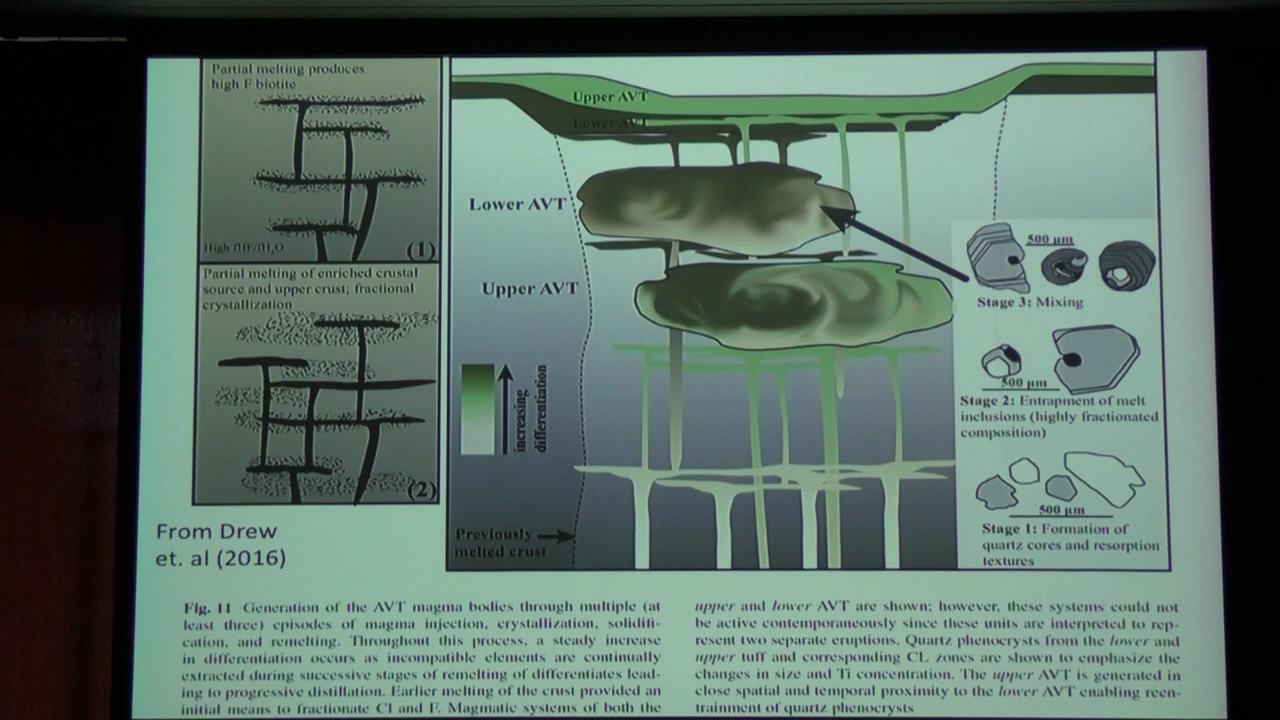 Partial melting produces
high F biotite
High fHF/fH2O
(1)
Partial melting of enriched crustal
source and upper crust; fractional
crystallization
(2)
From Drew
et. al (2016)
Upper AVT
Lower AVT
Lower AVT
Upper AVT
increasing
differentiation
Previously
melted crust
500 µm
Stage 3: Mixing
500 µm
Stage 2: Entrapment of melt
inclusions (highly fractionated
composition)
500 µm
Stage 1: Formation of
quartz cores and resorption
textures
Fig. 11 Generation of the AVT magma bodies through multiple (at
least three) episodes of magma injection, crystallization, solidifi-
cation, and remelting. Throughout this process, a steady increase
in differentiation occurs as incompatible elements are continually
extracted during successive stages of remelting of differentiates lead-
ing to progressive distillation. Earlier melting of the crust provided an
initial means to fractionate Cl and F. Magmatic systems of both the
upper and lower AVT are shown; however, these systems could not
be active contemporaneously since these units are interpreted to rep-
resent two separate eruptions. Quartz phenocrysts from the lower and
upper tuff and corresponding CL zones are shown to emphasize the
changes in size and Ti concentration. The upper AVT is generated in
close spatial and temporal proximity to the lower AVT enabling reen-
trainment of quartz phenocrysts